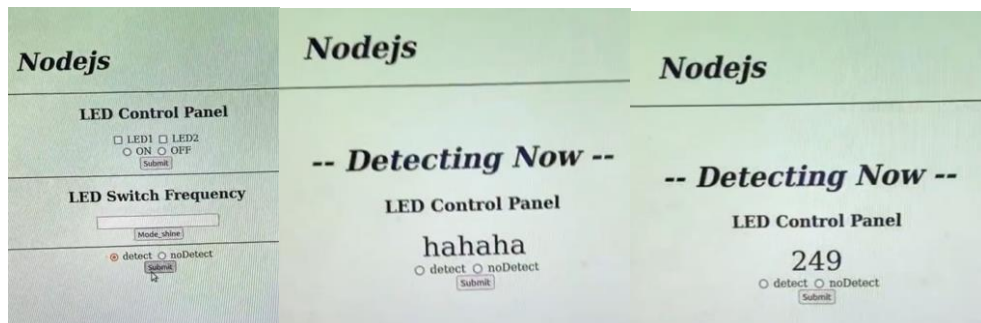 Nodejs
LED Control Panel
LED1 LED2
ON OFF
Submit
LED Switch Frequency
Mode_shine
detect noDetect
Submit
Nodejs
-- Detecting Now --
LED Control Panel
hahaha
detect noDetect
Submit
Nodejs
-- Detecting Now --
LED Control Panel
249
detect noDetect
Submit